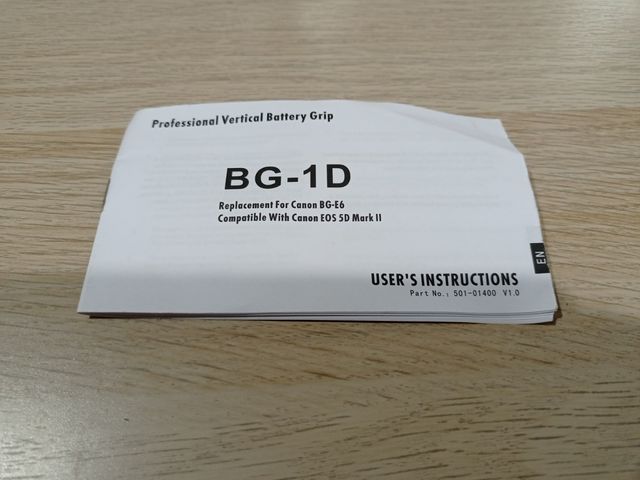 Professional Vertical Battery Grip
BG-1D
Replacement For Canon BG-E6
Compatible With Canon EOS 5D Mark II
EN
USER'S INSTRUCTIONS
Part No.: 501-01400 V1.0